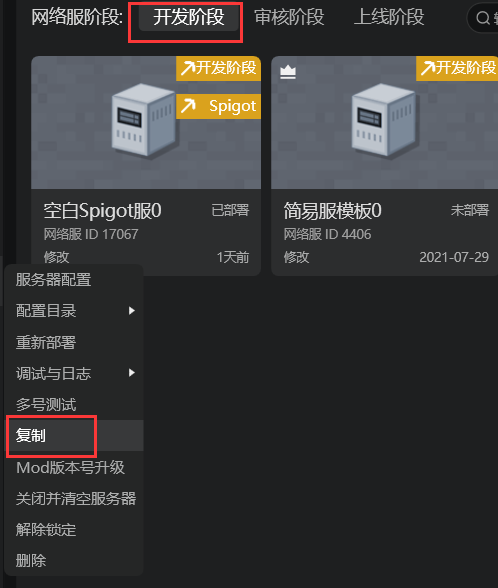 网络服阶段: 开发阶段 审核阶段 上线阶段
开发阶段 开发阶段
Spigot
空白Spigot服0 已部署 简易服模板0 未部署
网络服 ID 17067 网络服 ID 4406
修改 1天前 修改 2021-07-29
服务器配置
配置目录
重新部署
调试与日志
多号测试
复制
Mod版本号升级
关闭并清空服务器
解除锁定
删除